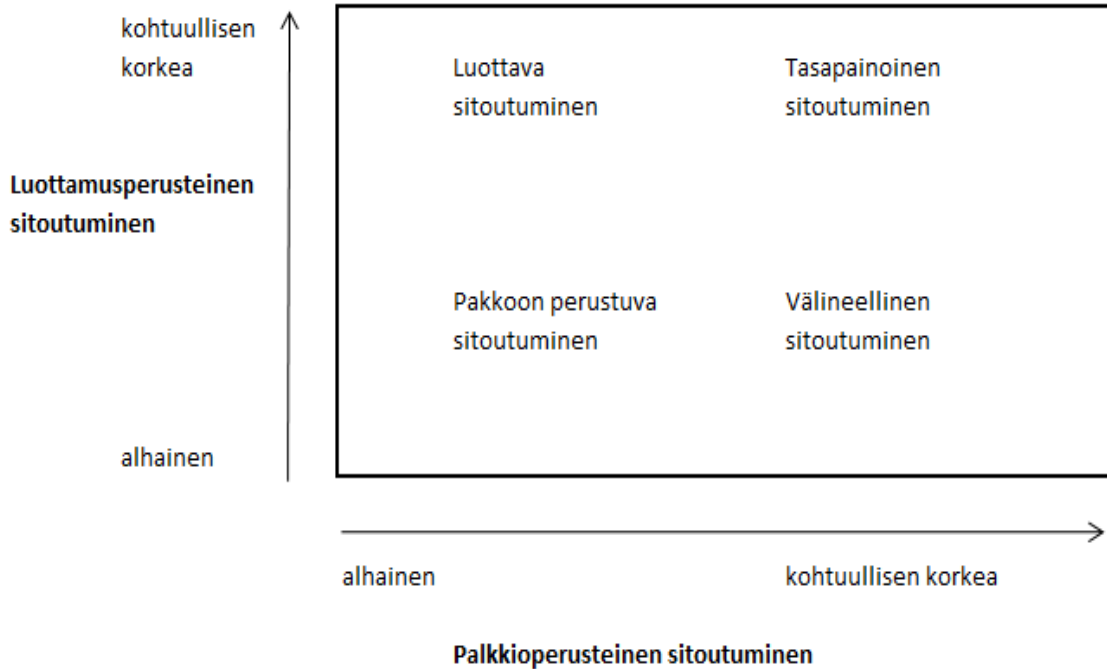 kohtuullisen
korkea
Luottava
sitoutuminen
Tasapainoinen
sitoutuminen
Luottamusperusteinen
sitoutuminen
Pakkoon perustuva
sitoutuminen
Välineellinen
sitoutuminen
alhainen
alhainen
kohtuullisen korkea
Palkkioperusteinen sitoutuminen